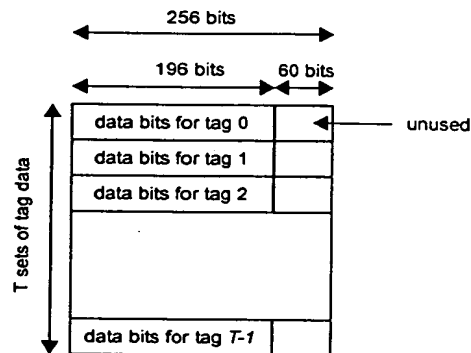 256 bits
196 bits
60 bits
data bits for tag 0
unused
data bits for tag 1
data bits for tag 2
T sets of tag data
data bits for tag T-1